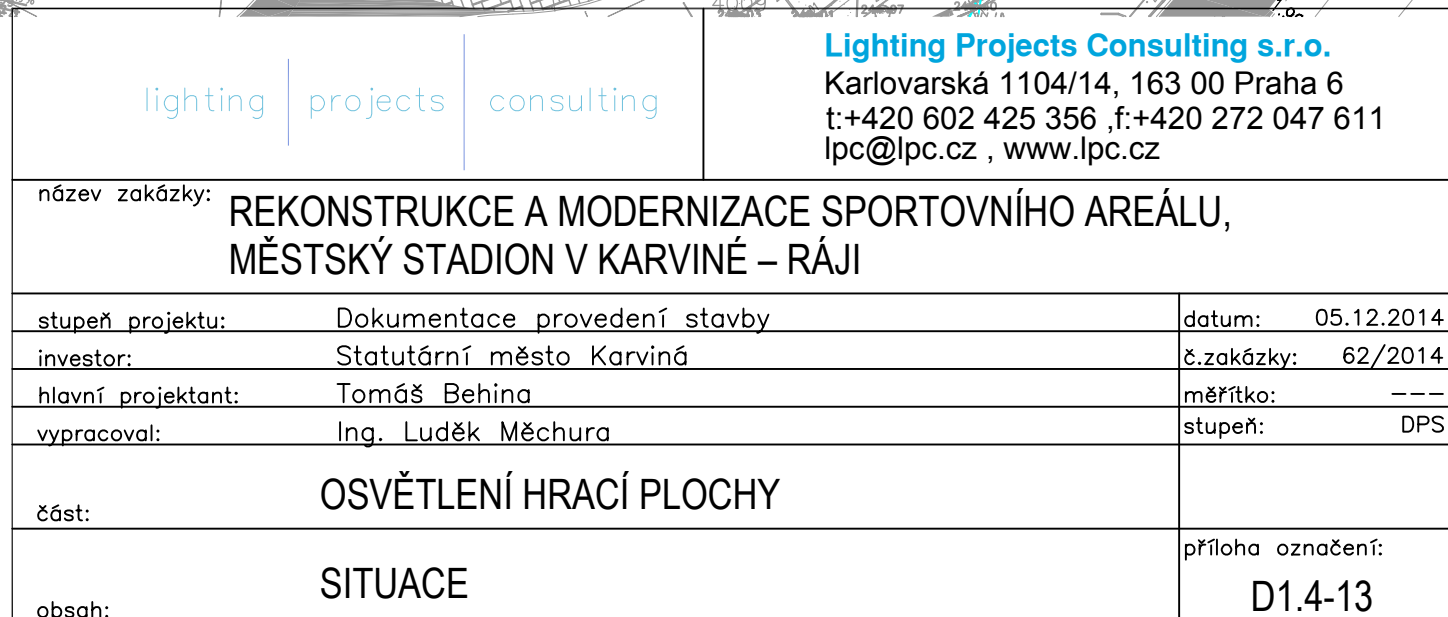 lighting projects consulting
Lighting Projects Consulting s.r.o.
Karlovarská 1104/14, 163 00 Praha 6
t:+420 602 425 356 ,f:+420 272 047 611
lpc@lpc.cz , www.lpc.cz
název zakázky:
REKONSTRUKCE A MODERNIZACE SPORTOVNÍHO AREÁLU,
MĚSTSKÝ STADION V KARVINÉ – RÁJI
stupeň projektu: Dokumentace provedení stavby datum: 05.12.2014
investor: Statutární město Karviná č.zakázky: 62/2014
hlavní projektant: Tomáš Behina měřítko: ---
vypracoval: Ing. Luděk Měchura stupeň: DPS
část: OSVĚTLENÍ HRACÍ PLOCHY
příloha označení:
obsah: SITUACE D1.4-13